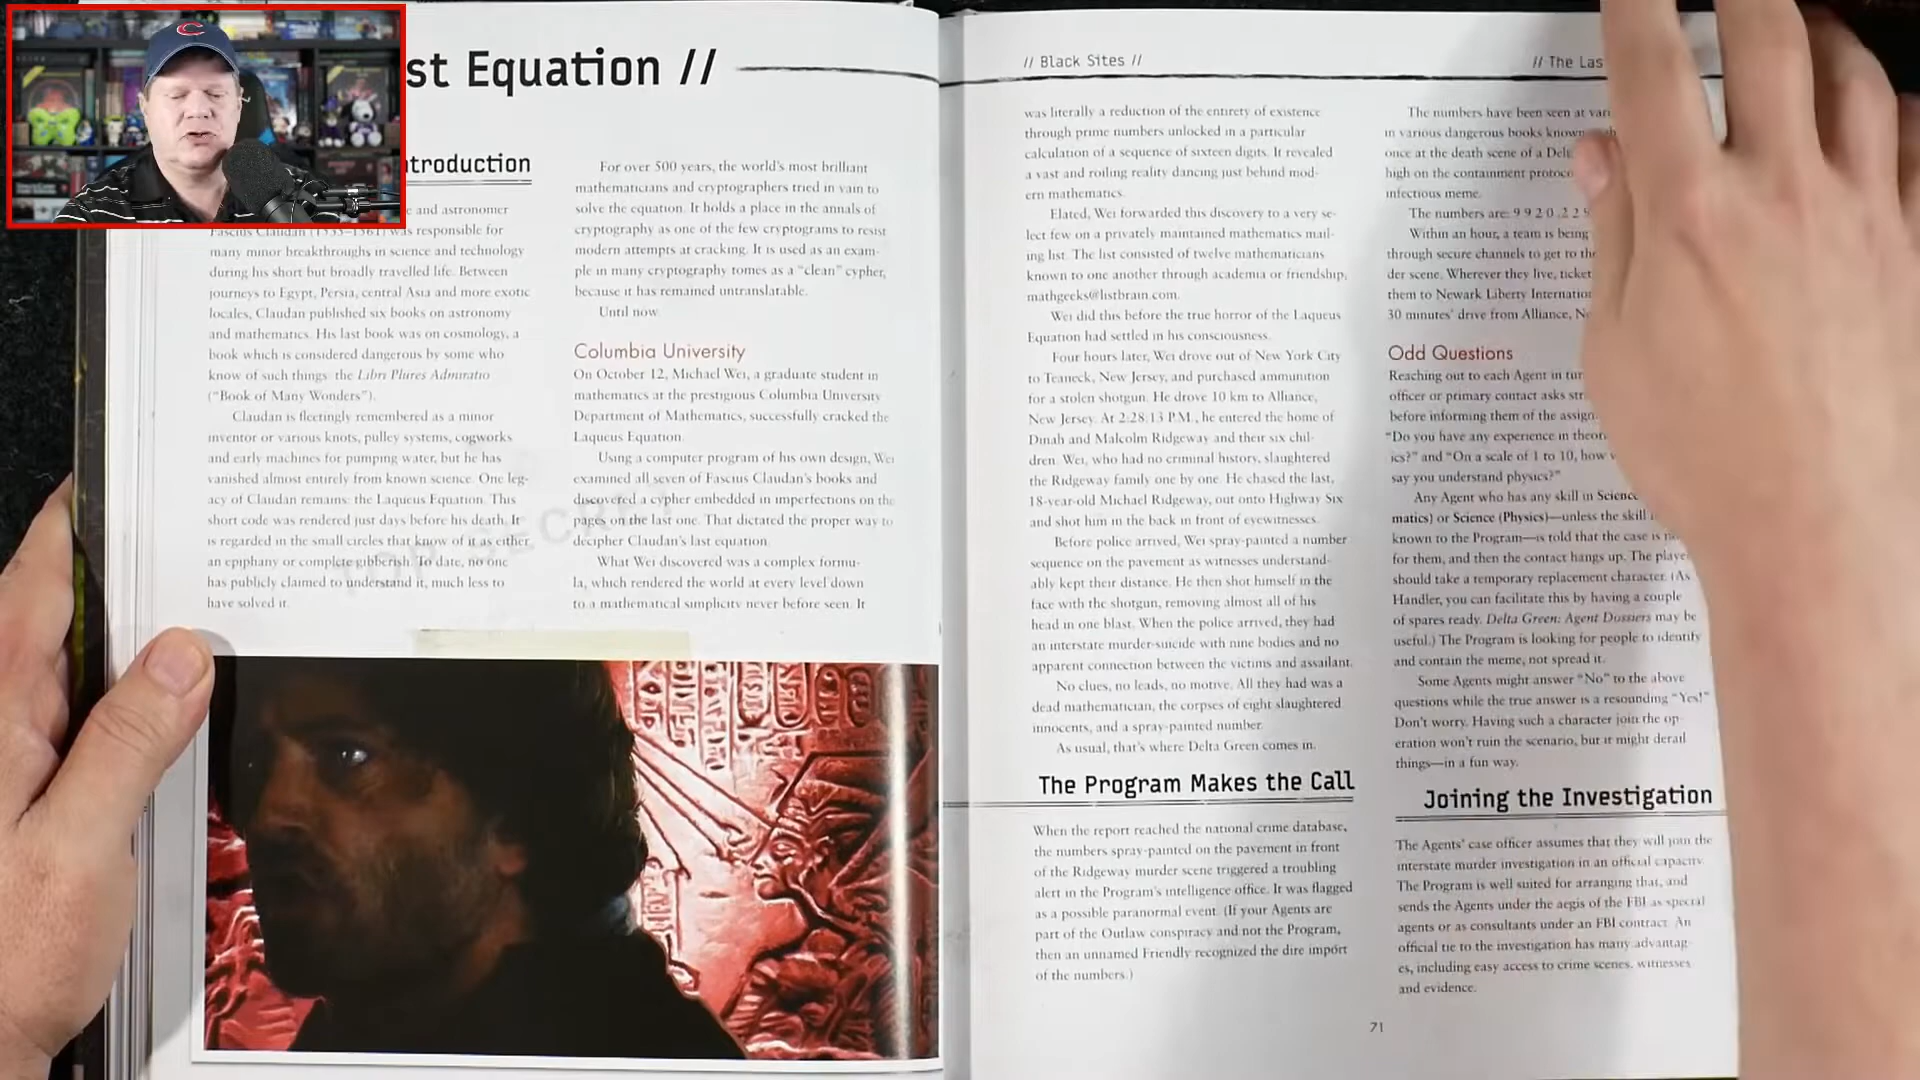 st Equation //
ntroduction
e and astronomer
Fascius Claudan (1533–1561) was responsible for
many minor breakthroughs in science and technology
during his short but broadly travelled life. Between
journeys to Egypt, Persia, central Asia and more exotic
locales, Claudan published six books on astronomy
and mathematics. His last book was on cosmology, a
book which is considered dangerous by some who
know of such things: the Libri Plures Admiratio
("Book of Many Wonders").
Claudan is fleetingly remembered as a minor
inventor or various knots, pulley systems, cogworks
and early machines for pumping water, but he has
vanished almost entirely from known science. One leg-
acy of Claudan remains: the Laqueus Equation. This
short code was rendered just days before his death. It
is regarded in the small circles that know of it as either
an epiphany or complete gibberish. To date, no one
has publicly claimed to understand it, much less to
have solved it.
For over 500 years, the world's most brilliant
mathematicians and cryptographers tried in vain to
solve the equation. It holds a place in the annals of
cryptography as one of the few cryptograms to resist
modern attempts at cracking. It is used as an exam-
ple in many cryptography tomes as a "clean" cypher,
because it has remained untranslatable.
Until now.
Columbia University
On October 12, Michael Wei, a graduate student in
mathematics at the prestigious Columbia University
Department of Mathematics, successfully cracked the
Laqueus Equation.
Using a computer program of his own design, Wei
examined all seven of Fascius Claudan's books and
discovered a cypher embedded in imperfections on the
pages on the last one. That dictated the proper way to
decipher Claudan's last equation.
What Wei discovered was a complex formu-
la, which rendered the world at every level down
to a mathematical simplicity never before seen. It
TOP SECRET
// Black Sites //
was literally a reduction of the entirety of existence
through prime numbers unlocked in a particular
calculation of a sequence of sixteen digits. It revealed
a vast and roiling reality dancing just behind mod-
ern mathematics.
Elated, Wei forwarded this discovery to a very se-
lect few on a privately maintained mathematics mail-
ing list. The list consisted of twelve mathematicians
known to one another through academia or friendship,
mathgeeks@listbrain.com.
Wei did this before the true horror of the Laqueus
Equation had settled in his consciousness.
Four hours later, Wei drove out of New York City
to Teaneck, New Jersey, and purchased ammunition
for a stolen shotgun. He drove 10 km to Alliance,
New Jersey. At 2:28:13 P.M., he entered the home of
Dinah and Malcolm Ridgeway and their six chil-
dren. Wei, who had no criminal history, slaughtered
the Ridgeway family one by one. He chased the last,
18-year-old Michael Ridgeway, out onto Highway Six
and shot him in the back in front of eyewitnesses.
Before police arrived, Wei spray-painted a number
sequence on the pavement as witnesses understand-
ably kept their distance. He then shot himself in the
face with the shotgun, removing almost all of his
head in one blast. When the police arrived, they had
an interstate murder-suicide with nine bodies and no
apparent connection between the victims and assailant.
No clues, no leads, no motive. All they had was a
dead mathematician, the corpses of eight slaughtered
innocents, and a spray-painted number.
As usual, that's where Delta Green comes in.
The Program Makes the Call
When the report reached the national crime database,
the numbers spray-painted on the pavement in front
of the Ridgeway murder scene triggered a troubling
alert in the Program's intelligence office. It was flagged
as a possible paranormal event. (If your Agents are
part of the Outlaw conspiracy and not the Program,
then an unnamed Friendly recognized the dire import
of the numbers.)
// The Las
The numbers have been seen at vari
in various dangerous books known
once at the death scene of a Del
high on the containment protoco
infectious meme.
The numbers are: 9 9 2 0 2 2 5
Within an hour, a team is being
through secure channels to get to the
der scene. Wherever they live, ticket
them to Newark Liberty Internation
30 minutes' drive from Alliance, N
Odd Questions
Reaching out to each Agent in tur
officer or primary contact asks str
before informing them of the assign
"Do you have any experience in theor
ics?" and "On a scale of 1 to 10, how
say you understand physics?"
Any Agent who has any skill in Science
matics) or Science (Physics)—unless the skill
known to the Program—is told that the case is
for them, and then the contact hangs up. The playe
should take a temporary replacement character. (As
Handler, you can facilitate this by having a couple
of spares ready. Delta Green: Agent Dossiers may be
useful.) The Program is looking for people to identify
and contain the meme, not spread it.
Some Agents might answer "No" to the above
questions while the true answer is a resounding "Yes!"
Don't worry. Having such a character join the op-
eration won't ruin the scenario, but it might derail
things—in a fun way.
Joining the Investigation
The Agents' case officer assumes that they will join the
interstate murder investigation in an official capacity.
The Program is well suited for arranging that, and
sends the Agents under the aegis of the FBI as special
agents or as consultants under an FBI contract. An
official tie to the investigation has many advantag-
es, including easy access to crime scenes, witnesses
and evidence.
71